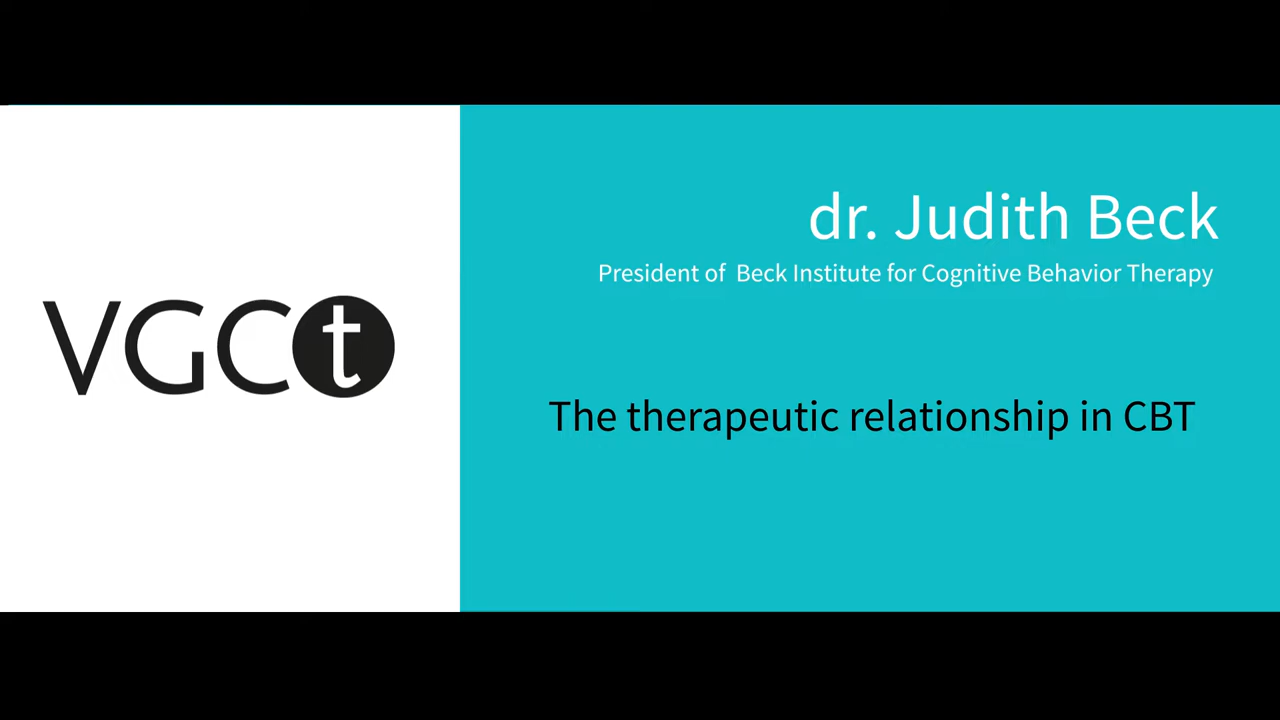 VGCt
dr. Judith Beck
President of Beck Institute for Cognitive Behavior Therapy
The therapeutic relationship in CBT